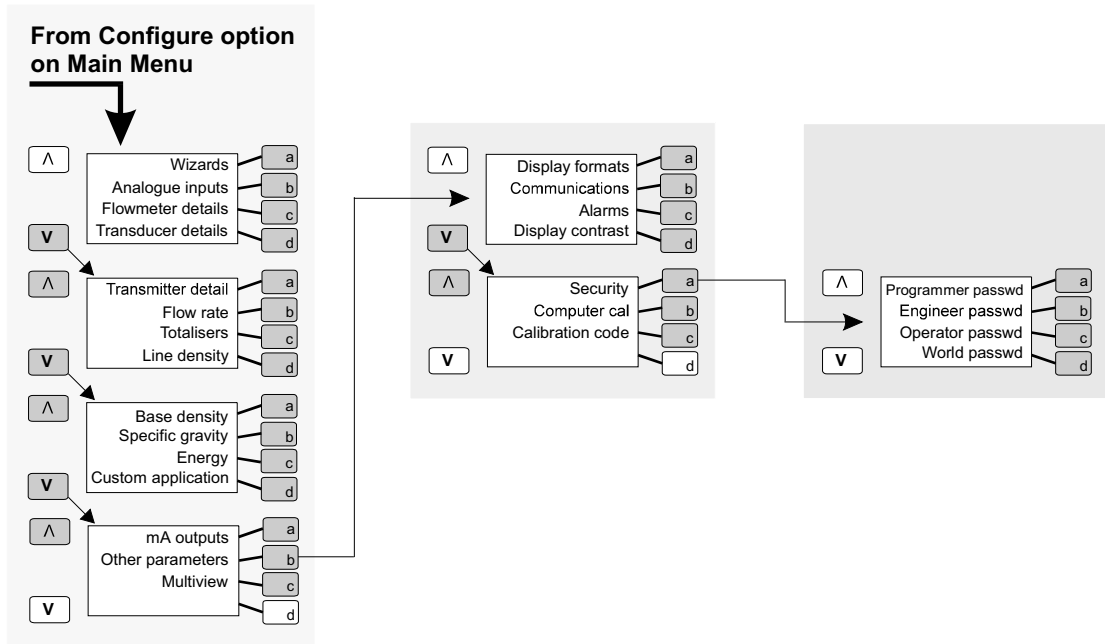 From Configure option
on Main Menu
Λ
Wizards a
Analogue inputs b
Flowmeter details c
Transducer details d
V
Λ
Transmitter detail a
Flow rate b
Totalisers c
Line density d
V
Λ
Base density a
Specific gravity b
Energy c
Custom application d
V
Λ
mA outputs a
Other parameters b
Multiview c
d
V
Λ
Display formats a
Communications b
Alarms c
Display contrast d
V
Λ
Security a
Computer cal b
Calibration code c
d
V
Λ
Programmer passwd a
Engineer passwd b
Operator passwd c
World passwd d
V